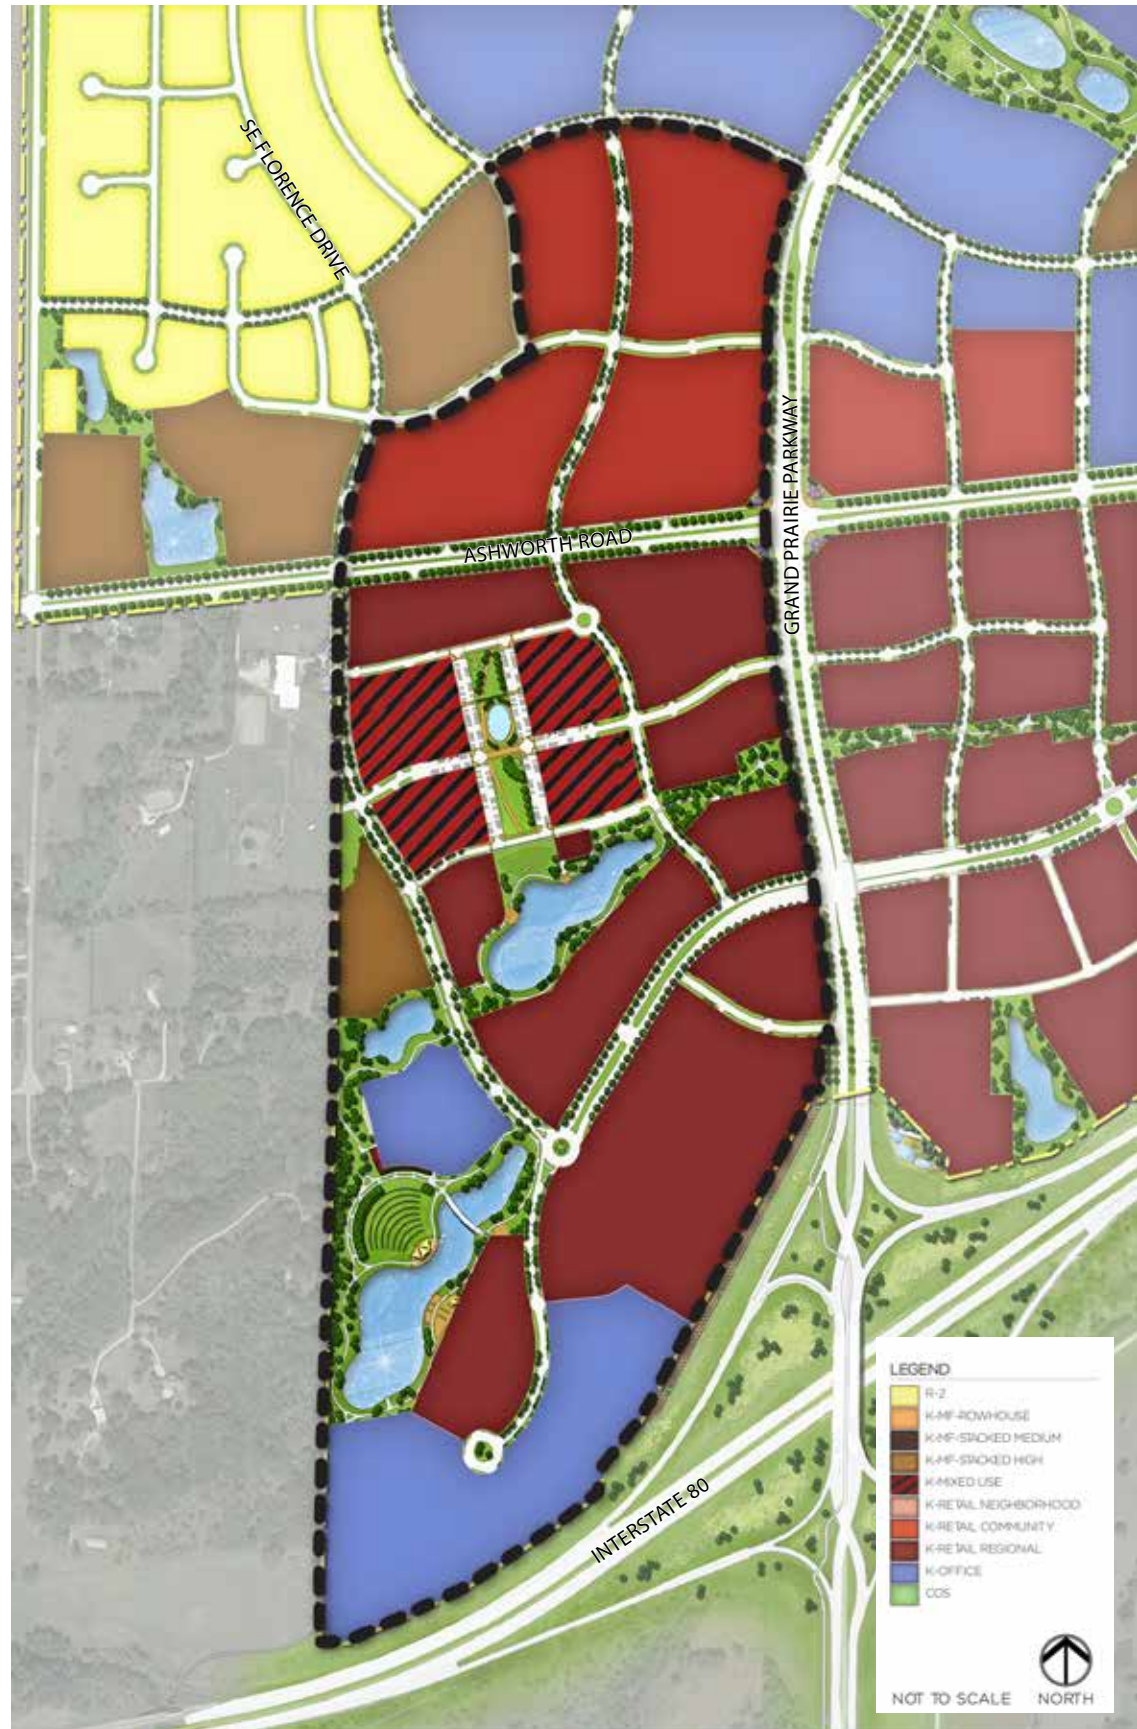 SE FLORENCE DRIVE
GRAND PRAIRIE PARKWAY
ASHWORTH ROAD
INTERSTATE 80
LEGEND
R-2
K-MF-ROWHOUSE
K-MF-STACKED MEDIUM
K-MF-STACKED HIGH
K-MIXED USE
K-RETAIL NEIGHBORHOOD
K-RETAIL COMMUNITY
K-RETAIL REGIONAL
K-OFFICE
COS
NOT TO SCALE
NORTH